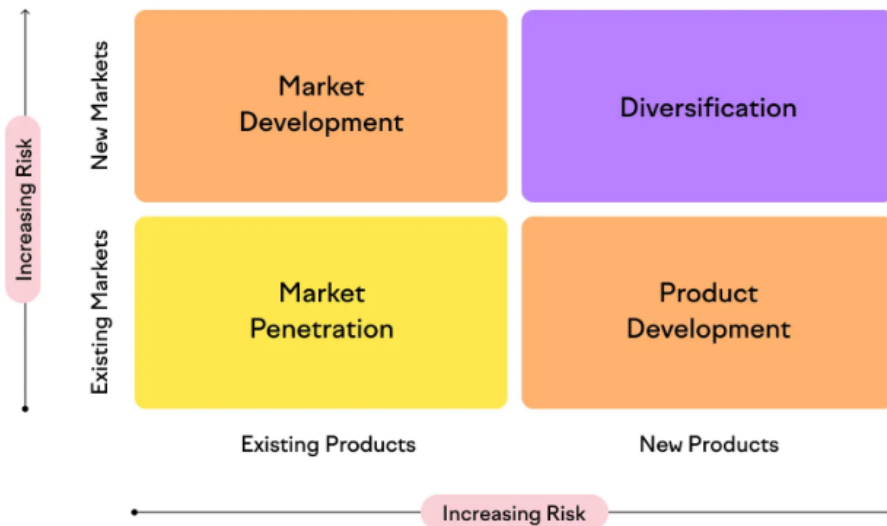 Increasing Risk
New Markets
Market
Development
Diversification
Existing Markets
Market
Penetration
Product
Development
Existing Products
New Products
Increasing Risk